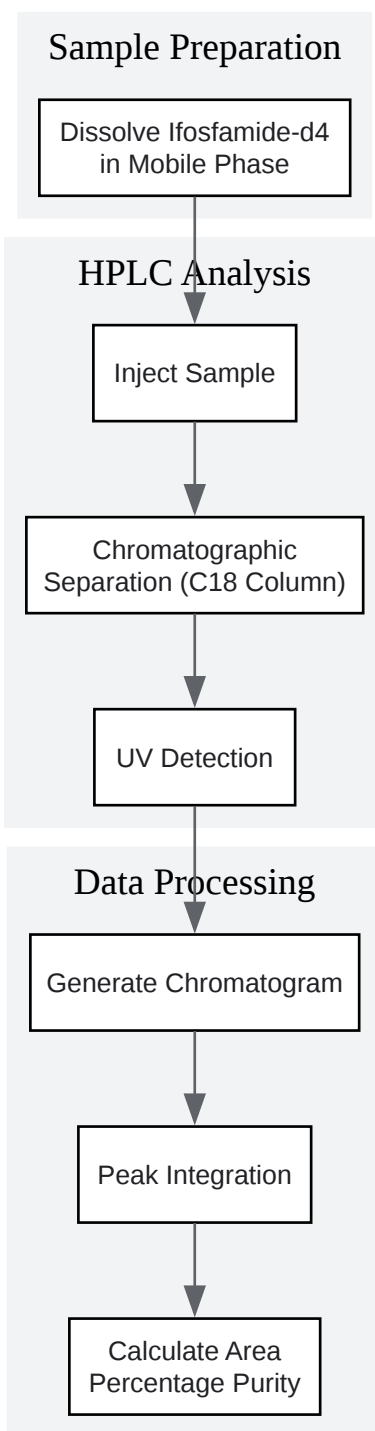 Sample Preparation
Dissolve Ifosfamide-d4
in Mobile Phase
HPLC Analysis
Inject Sample
Chromatographic
Separation (C18 Column)
UV Detection
Data Processing
Generate Chromatogram
Peak Integration
Calculate Area
Percentage Purity